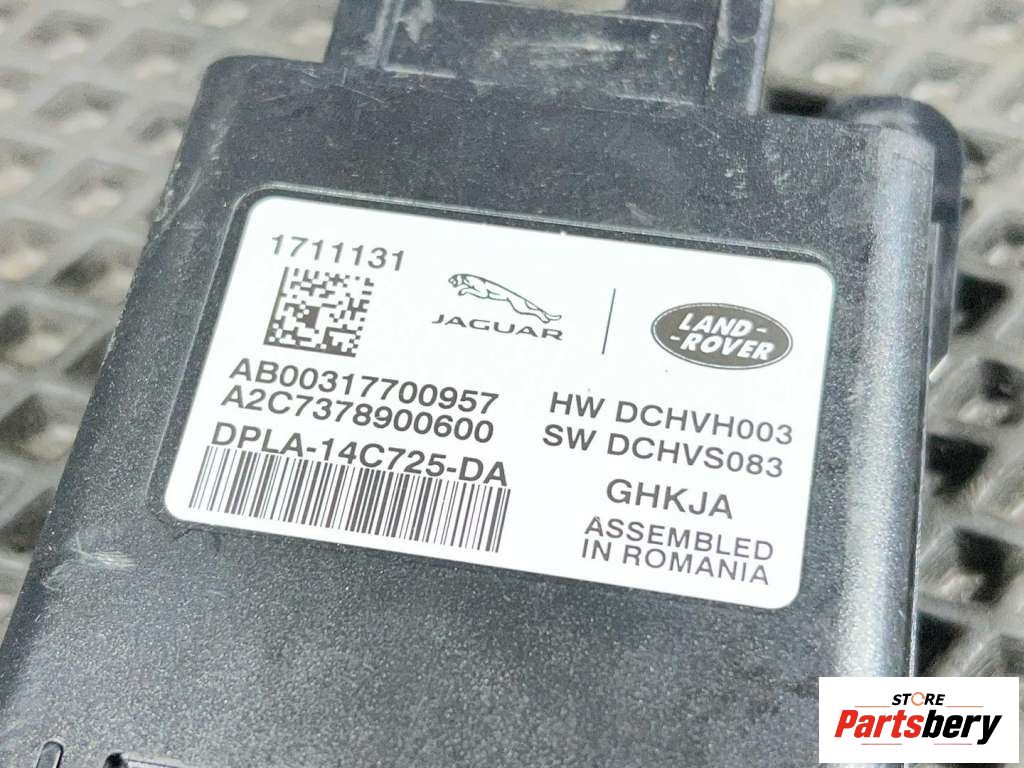 1711131
JAGUAR
LAND-
-ROVER
AB00317700957
A2C7378900600
DPLA-14C725-DA
HW DCHVH003
SW DCHVS083
GHKJA
ASSEMBLED
IN ROMANIA
STORE
Partsbery